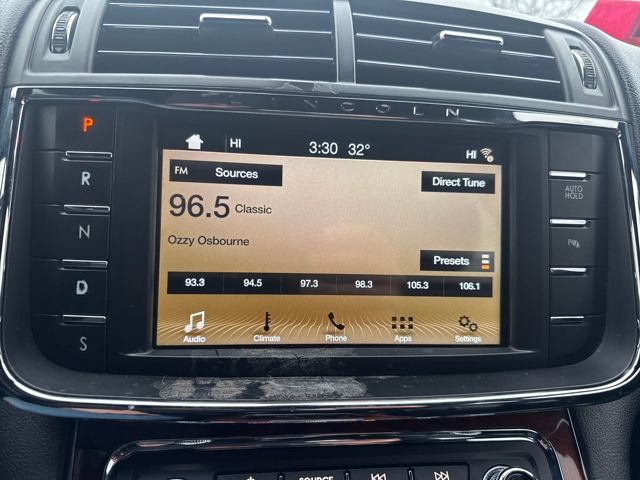 LINCOLN
P
R
N
D
S
HI 3:30 32° HI
FM Sources
Direct Tune
96.5 Classic
Ozzy Osbourne
Presets
93.3 94.5 97.3 98.3 105.3 106.1
Audio Climate Phone Apps Settings
AUTO
HOLD
SOURCE